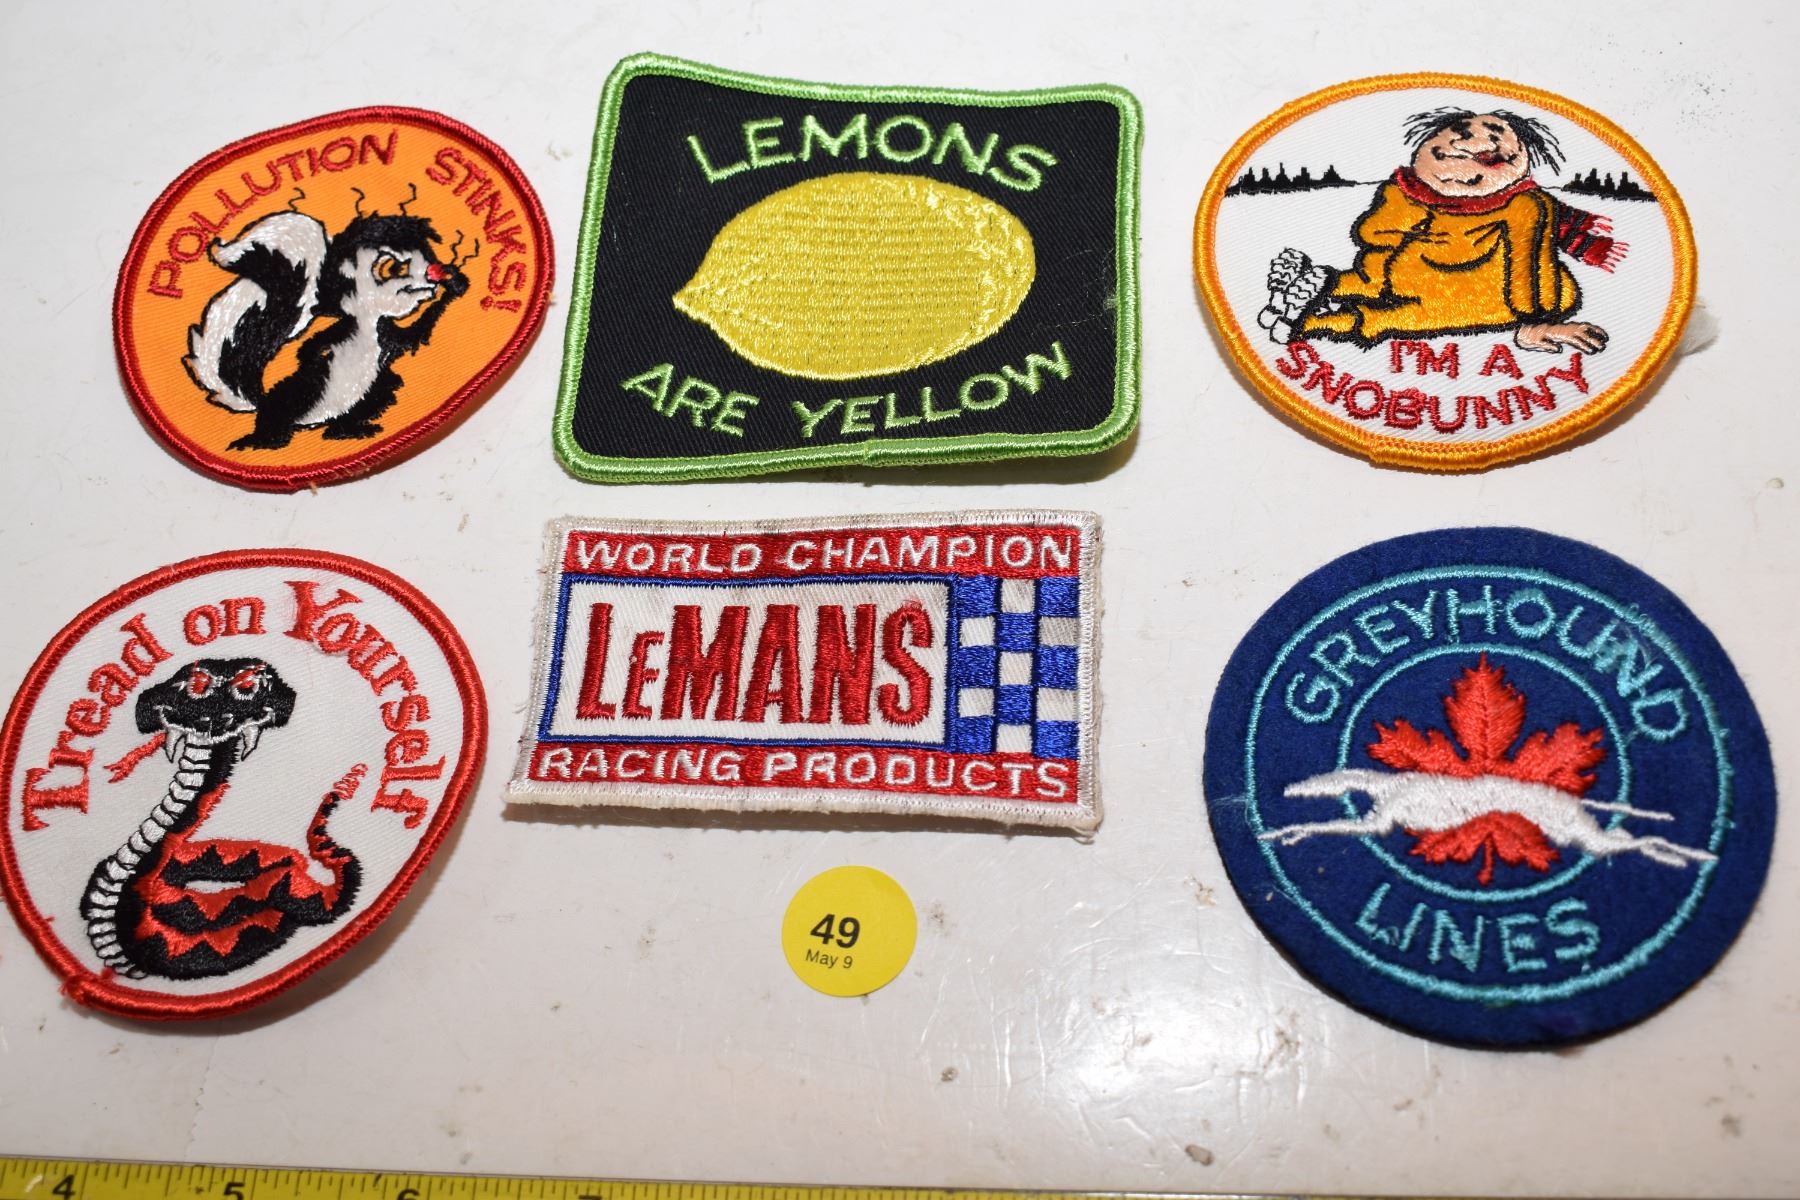 POLLUTION STINKS!
LEMONS
ARE YELLOW
I'M A
SNOBUNNY
Tread on Yourself
WORLD CHAMPION
LEMANS
RACING PRODUCTS
GREYHOUND
LINES
49
May 9
4 5 6 7